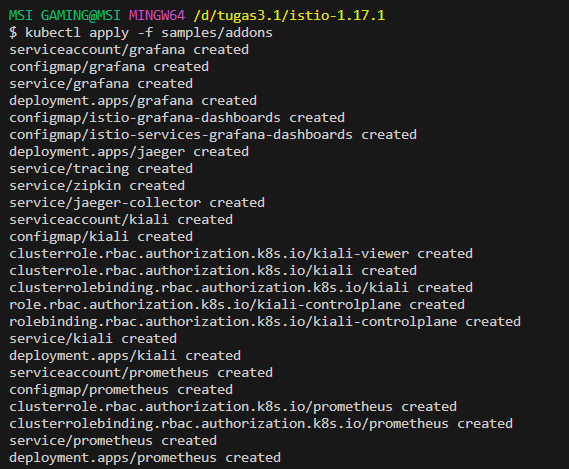 MSI GAMING@MSI MINGW64 /d/tugas3.1/istio-1.17.1
$ kubectl apply -f samples/addons
serviceaccount/grafana created
configmap/grafana created
service/grafana created
deployment.apps/grafana created
configmap/istio-grafana-dashboards created
configmap/istio-services-grafana-dashboards created
deployment.apps/jaeger created
service/tracing created
service/zipkin created
service/jaeger-collector created
serviceaccount/kiali created
configmap/kiali created
clusterrole.rbac.authorization.k8s.io/kiali-viewer created
clusterrole.rbac.authorization.k8s.io/kiali created
clusterrolebinding.rbac.authorization.k8s.io/kiali created
role.rbac.authorization.k8s.io/kiali-controlplane created
rolebinding.rbac.authorization.k8s.io/kiali-controlplane created
service/kiali created
deployment.apps/kiali created
serviceaccount/prometheus created
configmap/prometheus created
clusterrole.rbac.authorization.k8s.io/prometheus created
clusterrolebinding.rbac.authorization.k8s.io/prometheus created
service/prometheus created
deployment.apps/prometheus created